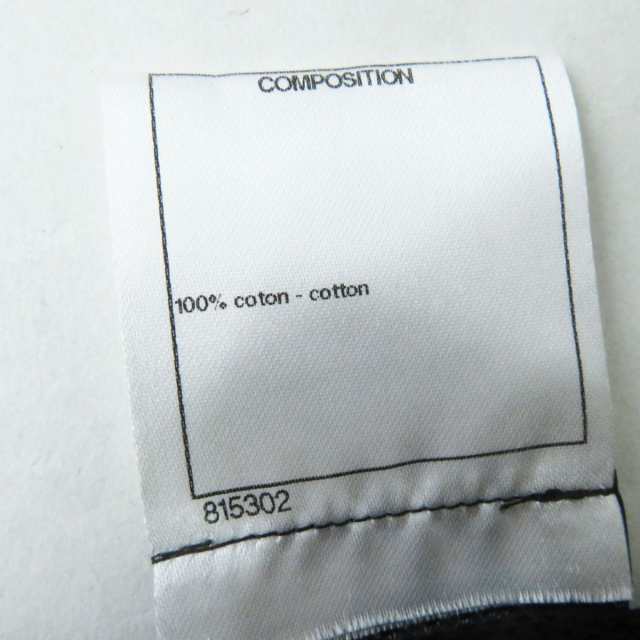 COMPOSITION
100% coton - cotton
815302